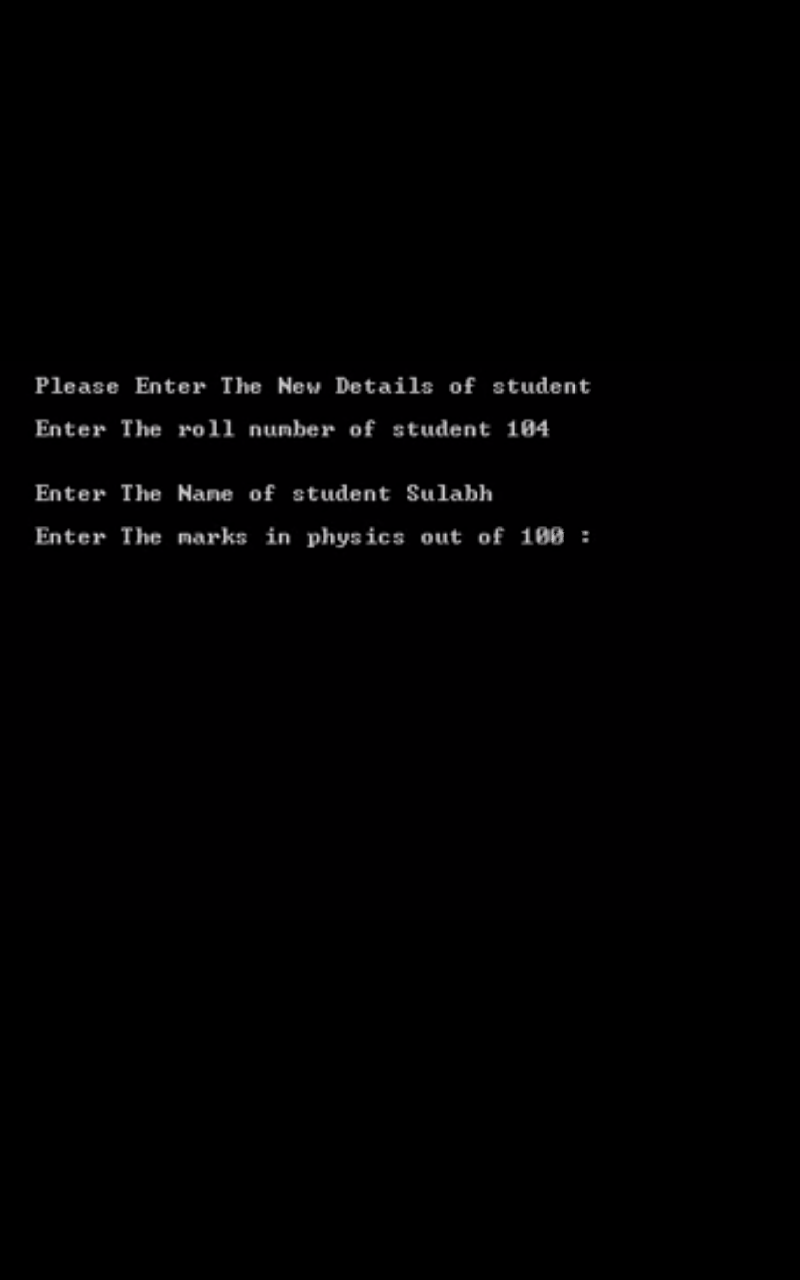 Please Enter The New Details of student
Enter The roll number of student 104
Enter The Name of student Sulabh
Enter The marks in physics out of 100 :